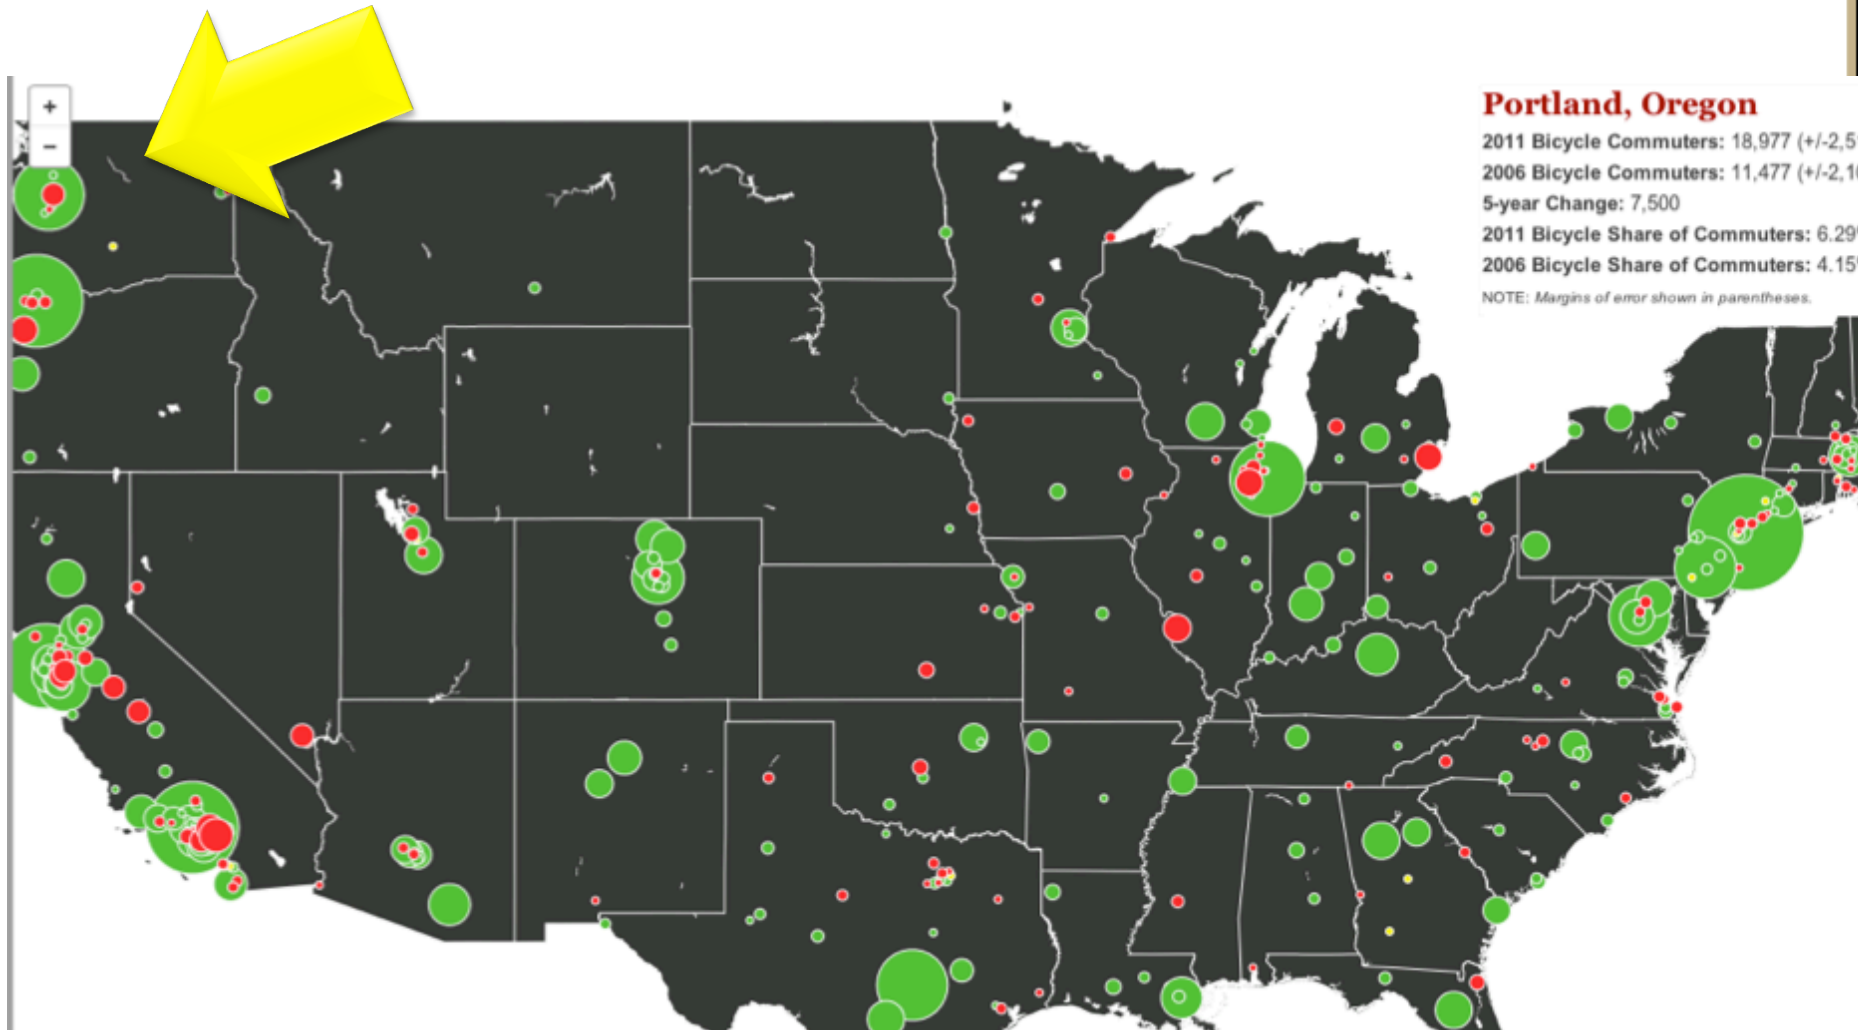 +
−
Portland, Oregon
2011 Bicycle Commuters: 18,977 (+/-2,5
2006 Bicycle Commuters: 11,477 (+/-2,1
5-year Change: 7,500
2011 Bicycle Share of Commuters: 6.29
2006 Bicycle Share of Commuters: 4.15
NOTE: Margins of error shown in parentheses.